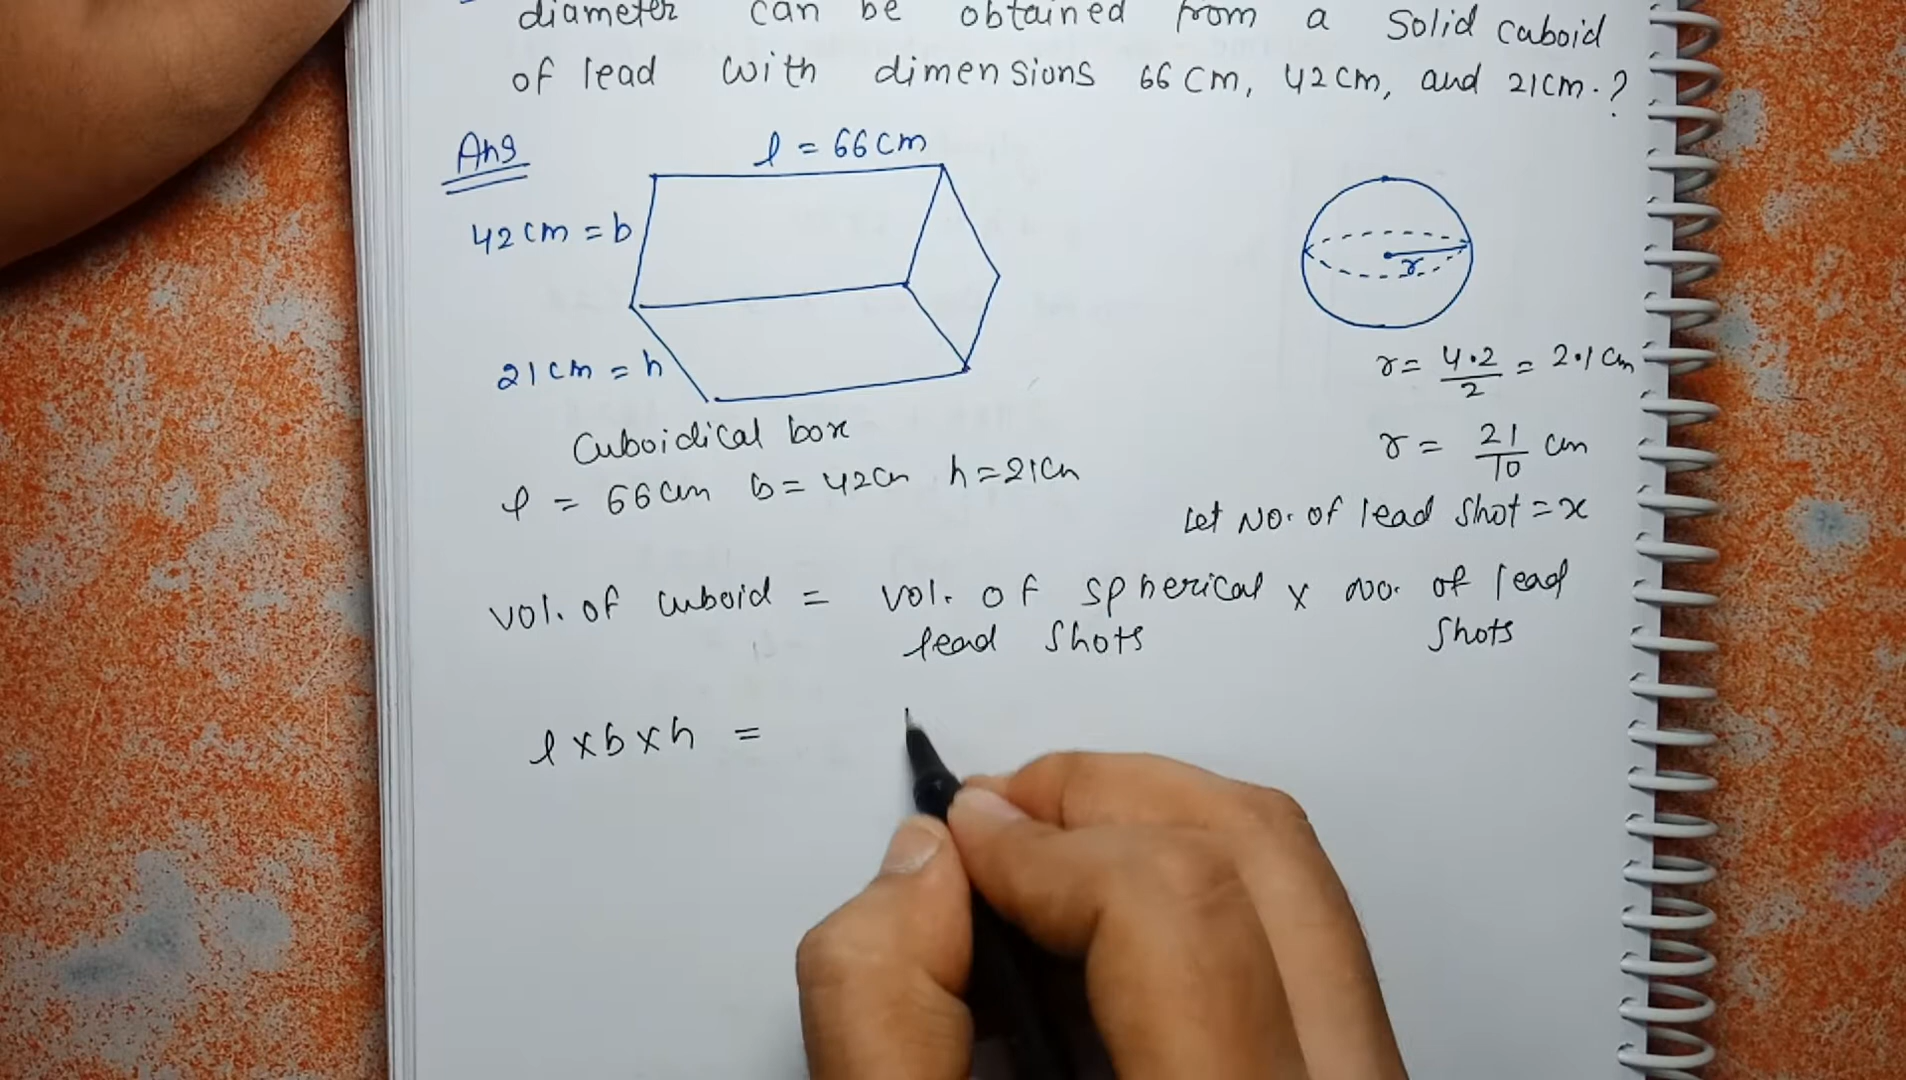 diameter can be obtained from a solid cuboid
of lead with dimensions 66 cm, 42 cm, and 21 cm.?
Ans
l = 66 cm
42 cm = b
21 cm = h
r
r = 4.2/2 = 2.1 cm
r = 21/10 cm
Cuboidical box
l = 66 cm b = 42 cm h = 21 cm
Let No. of lead shot = x
vol. of cuboid = vol. of spherical x No. of lead
lead shots shots
l x b x h =